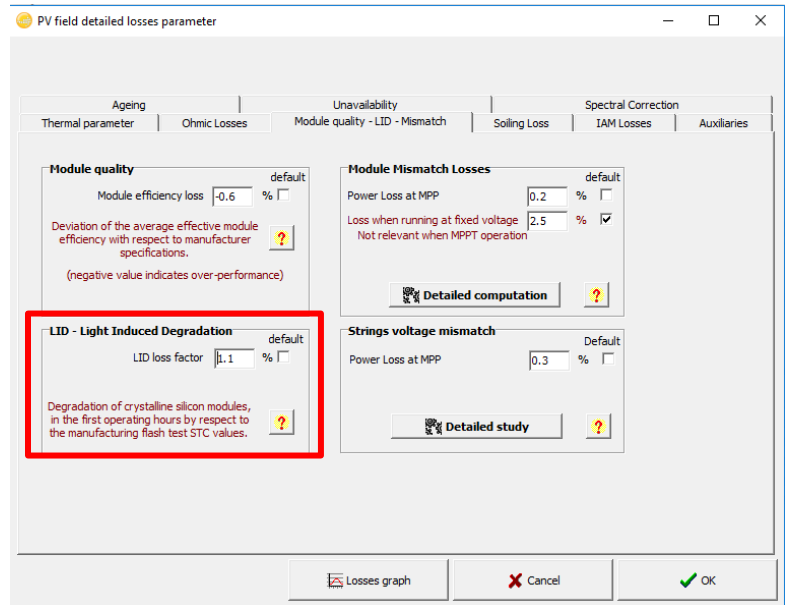 PV field detailed losses parameter
Ageing
Unavailability
Spectral Correction
Thermal parameter
Ohmic Losses
Module quality - LID - Mismatch
Soiling Loss
IAM Losses
Auxiliaries
Module quality
default
Module efficiency loss -0.6 %
Deviation of the average effective module
efficiency with respect to manufacturer
specifications.
?
(negative value indicates over-performance)
Module Mismatch Losses
default
Power Loss at MPP 0.2 %
Loss when running at fixed voltage 2.5 %
Not relevant when MPPT operation
Detailed computation
?
LID - Light Induced Degradation
default
LID loss factor 1.1 %
Degradation of crystalline silicon modules,
in the first operating hours by respect to
the manufacturing flash test STC values.
?
Strings voltage mismatch
Default
Power Loss at MPP 0.3 %
Detailed study
?
Losses graph
Cancel
OK